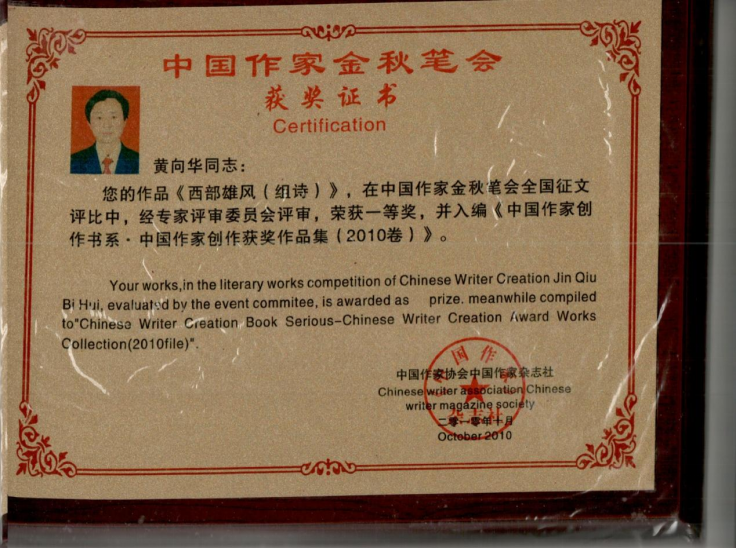 中国作家金秋笔会
获奖证书
Certification
黄向华同志：
您的作品《西部雄风（组诗）》，在中国作家金秋笔会全国征文
评比中，经专家评审委员会评审，荣获一等奖，并入编《中国作家创
作书系·中国作家创作获奖作品集（2010卷）》。
Your works,in the literary works competition of Chinese Writer Creation Jin Qiu
Bi Hui, evaluated by the event commitee, is awarded as prize. meanwhile compiled
to"Chinese Writer Creation Book Serious-Chinese Writer Creation Award Works
Collection(2010file)".
中国作家协会中国作家杂志社
Chinese writer association Chinese
writer magazine society
二零一零年十月
October 2010